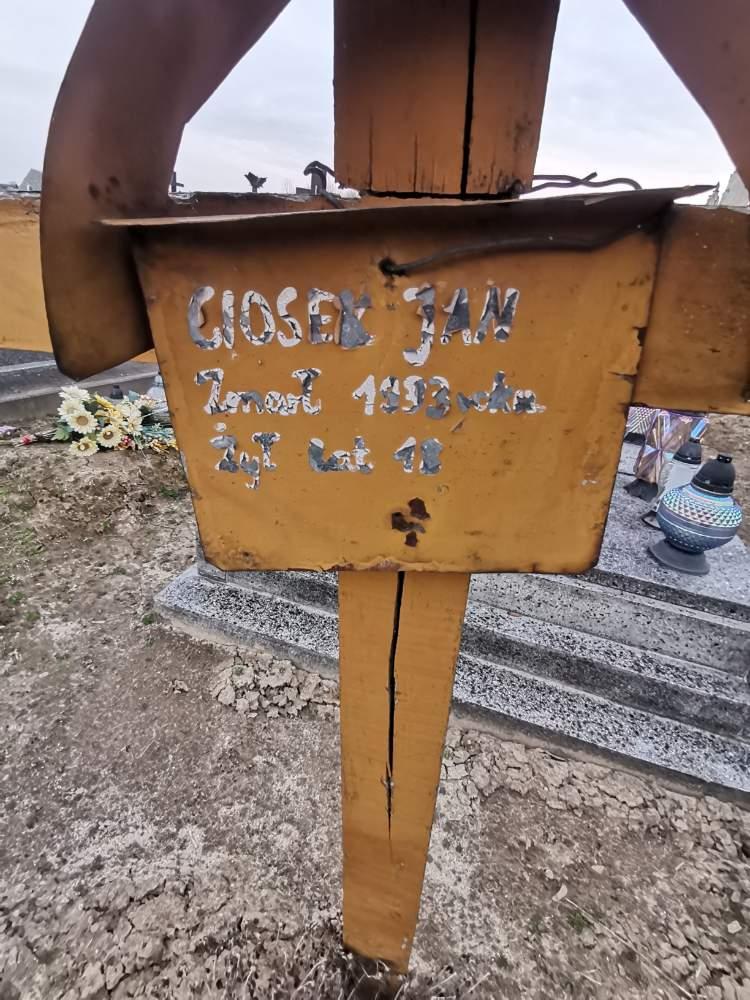 CIOSEK JAN
Zmarł 1993 roku
Żył Lat 18